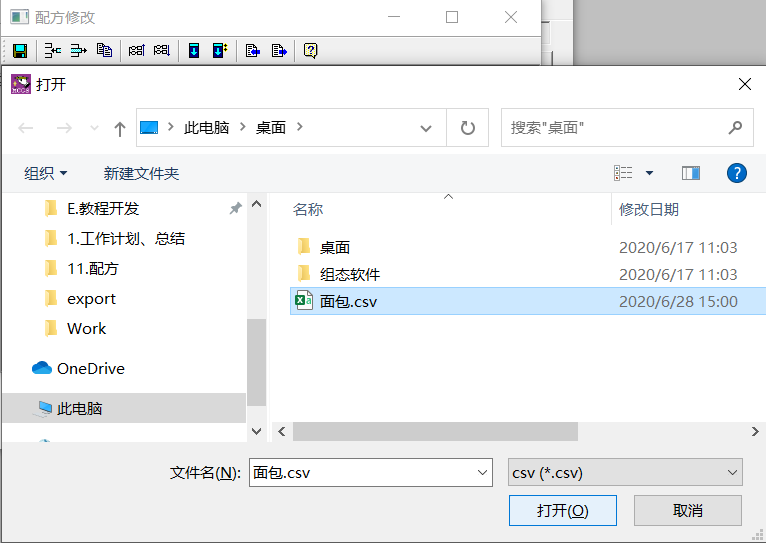 配方修改
打开
此电脑 桌面
搜索"桌面"
组织 新建文件夹
名称 修改日期
E.教程开发
1.工作计划、总结
11.配方
export
Work
OneDrive
此电脑
桌面 2020/6/17 11:03
组态软件 2020/6/17 11:03
面包.csv 2020/6/28 15:00
文件名(N): 面包.csv csv (*.csv)
打开(O) 取消